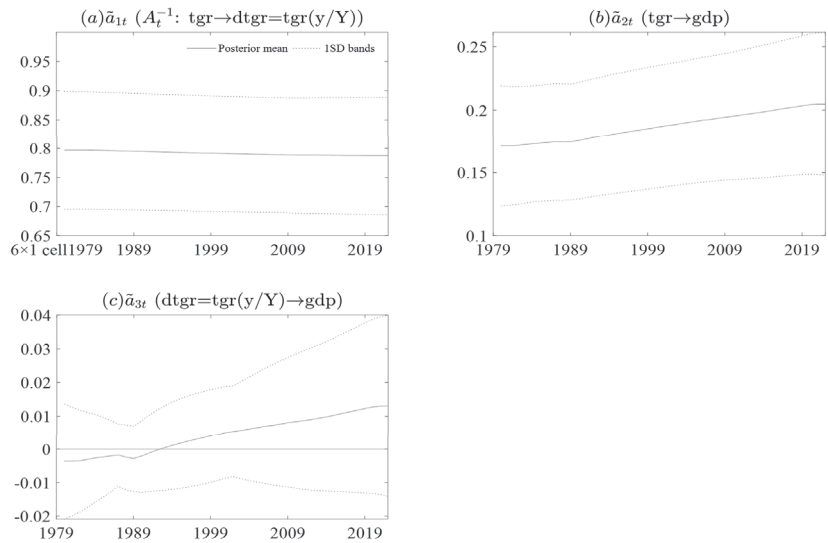 (a)ã₁ₜ (Aₜ⁻¹: tgr→dtgr=tgr(y/Y))
Posterior mean 1SD bands
0.95
0.9
0.85
0.8
0.75
0.7
0.65
6×1 cell1979 1989 1999 2009 2019
(b)ã₂ₜ (tgr→gdp)
0.25
0.2
0.15
0.1
1979 1989 1999 2009 2019
(c)ã₃ₜ (dtgr=tgr(y/Y)→gdp)
0.04
0.03
0.02
0.01
0
-0.01
-0.02
1979 1989 1999 2009 2019